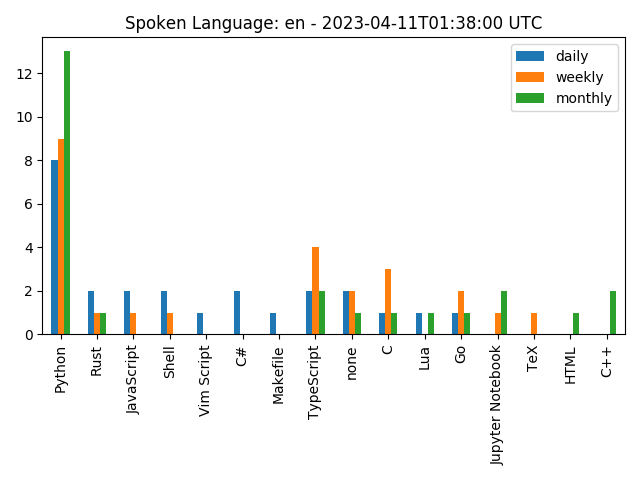 Spoken Language: en - 2023-04-11T01:38:00 UTC
daily
weekly
monthly
12
10
8
6
4
2
0
Python
Rust
JavaScript
Shell
Vim Script
C#
Makefile
TypeScript
none
C
Lua
Go
Jupyter Notebook
TeX
HTML
C++